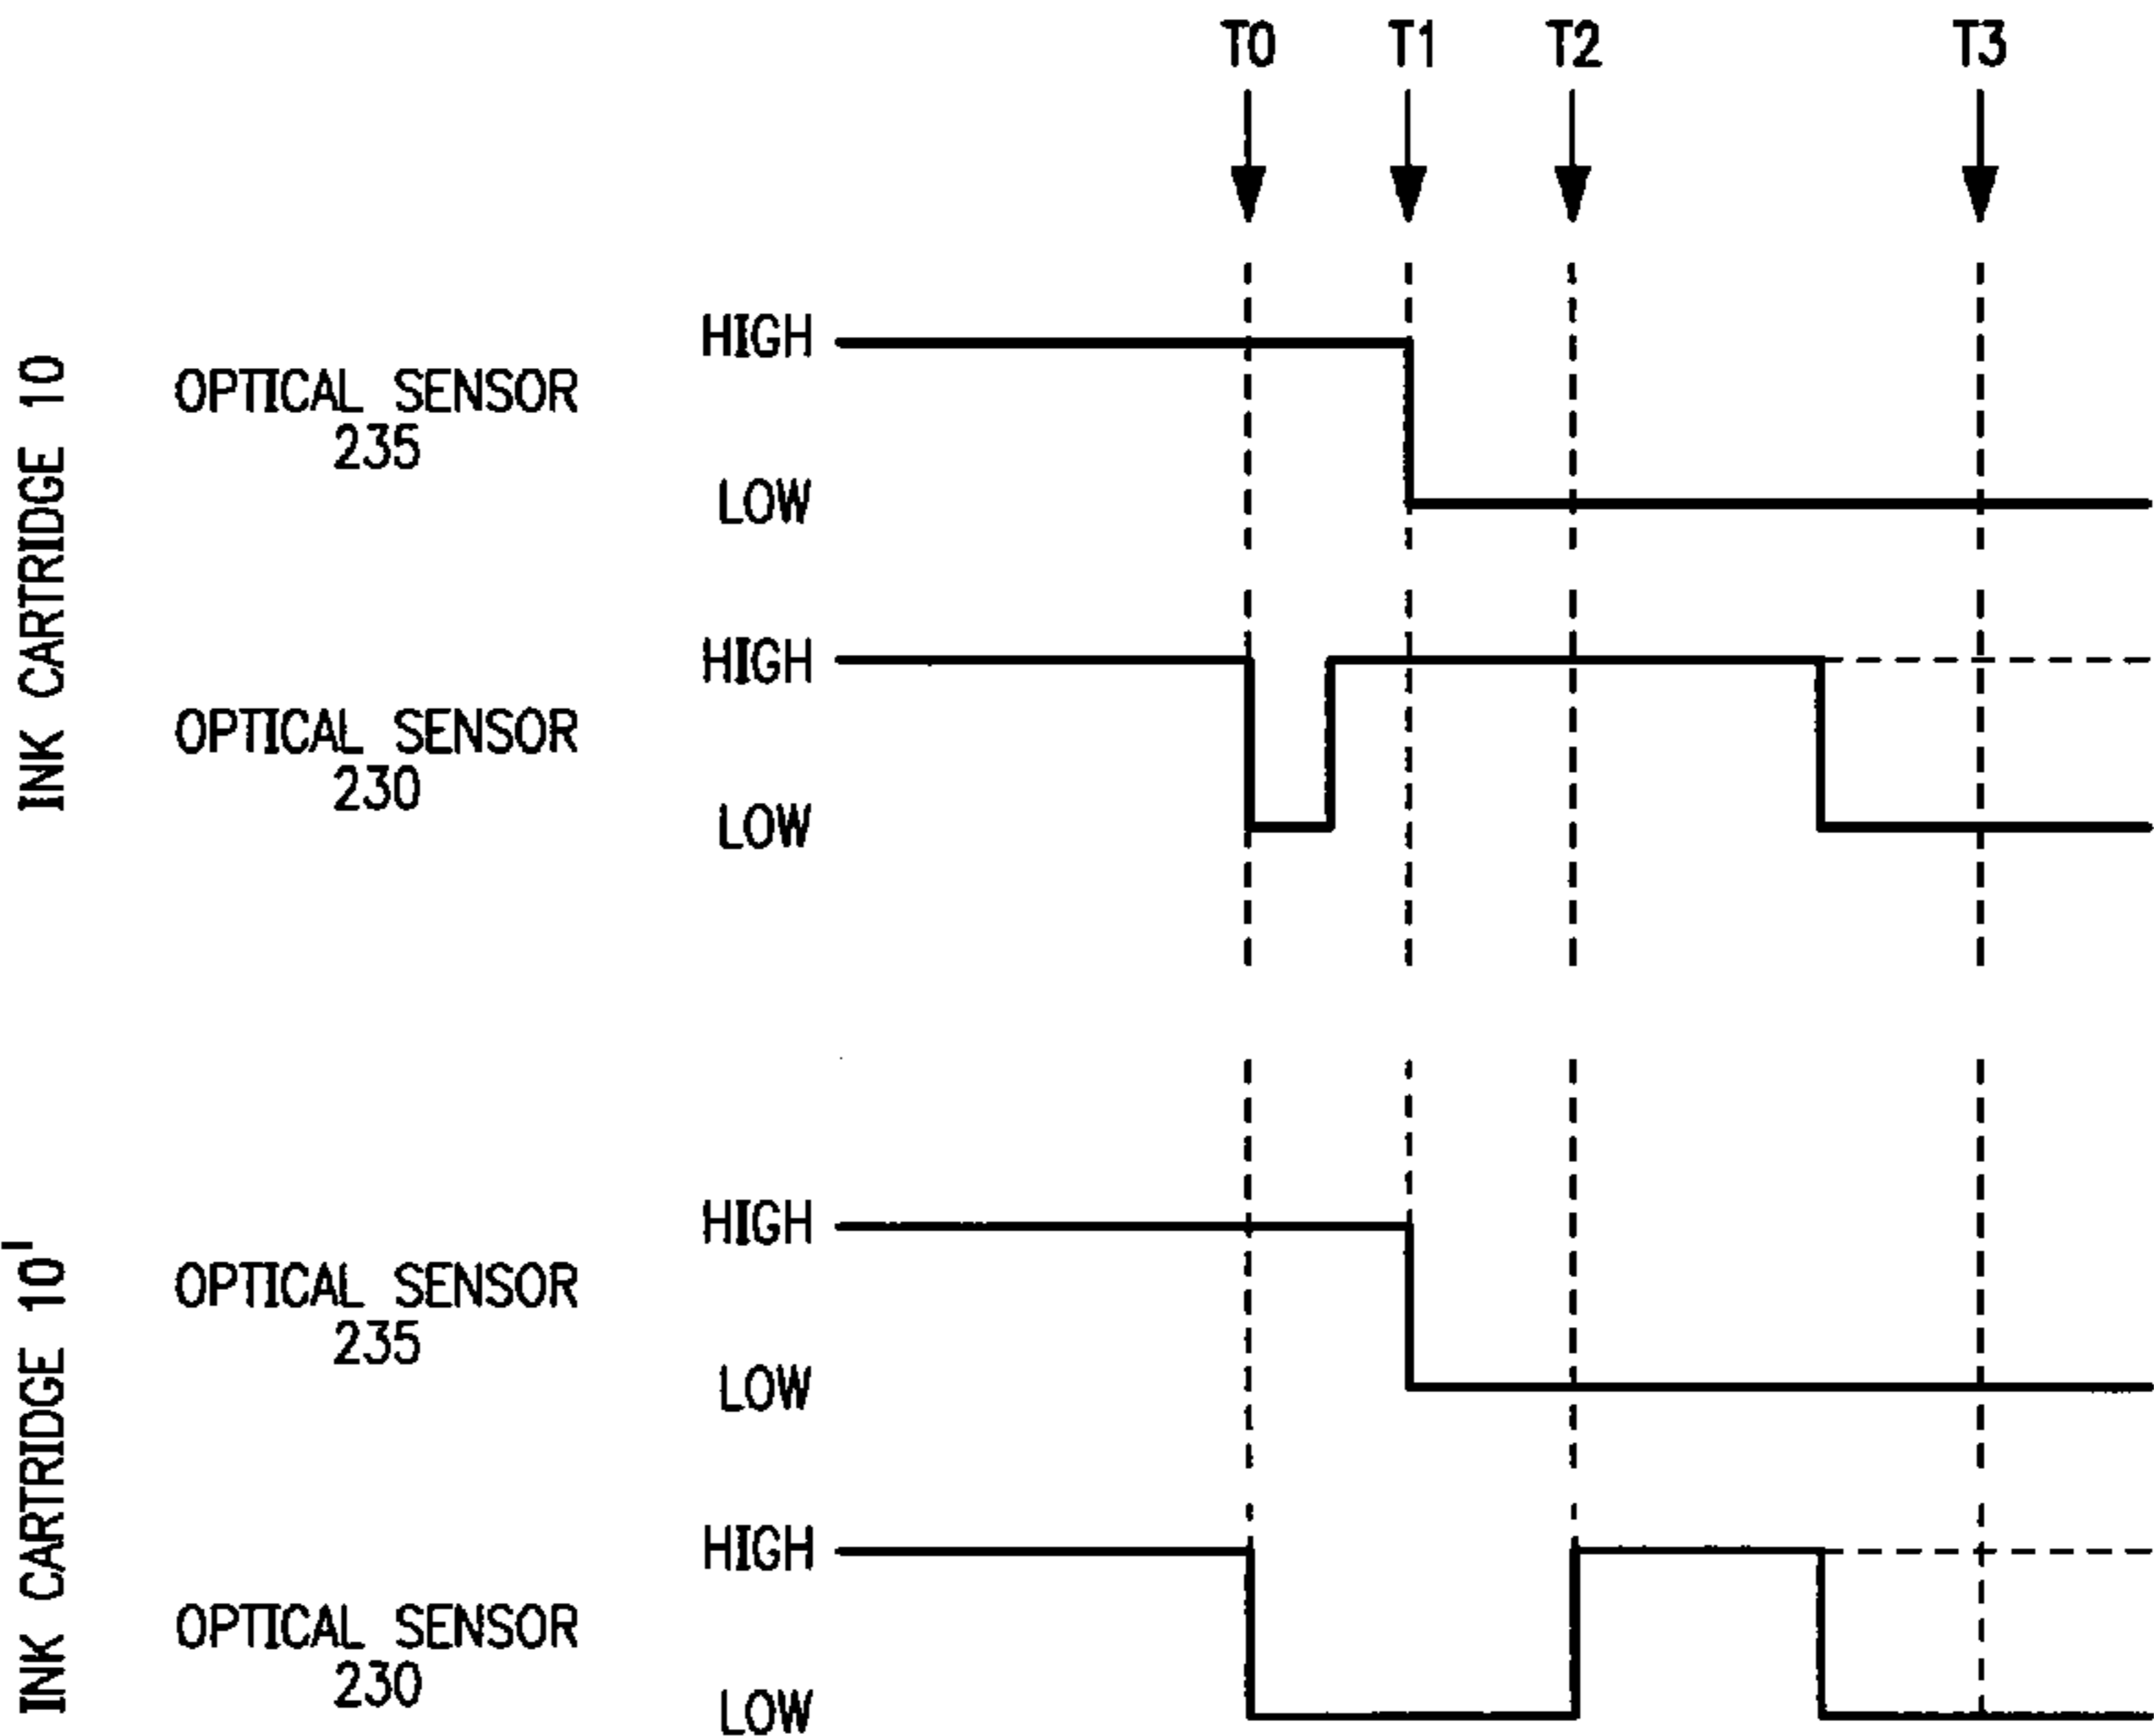 T0 T1 T2 T3
INK CARTRIDGE 10
OPTICAL SENSOR
235
HIGH
LOW
OPTICAL SENSOR
230
HIGH
LOW
INK CARTRIDGE 10'
OPTICAL SENSOR
235
HIGH
LOW
OPTICAL SENSOR
230
HIGH
LOW